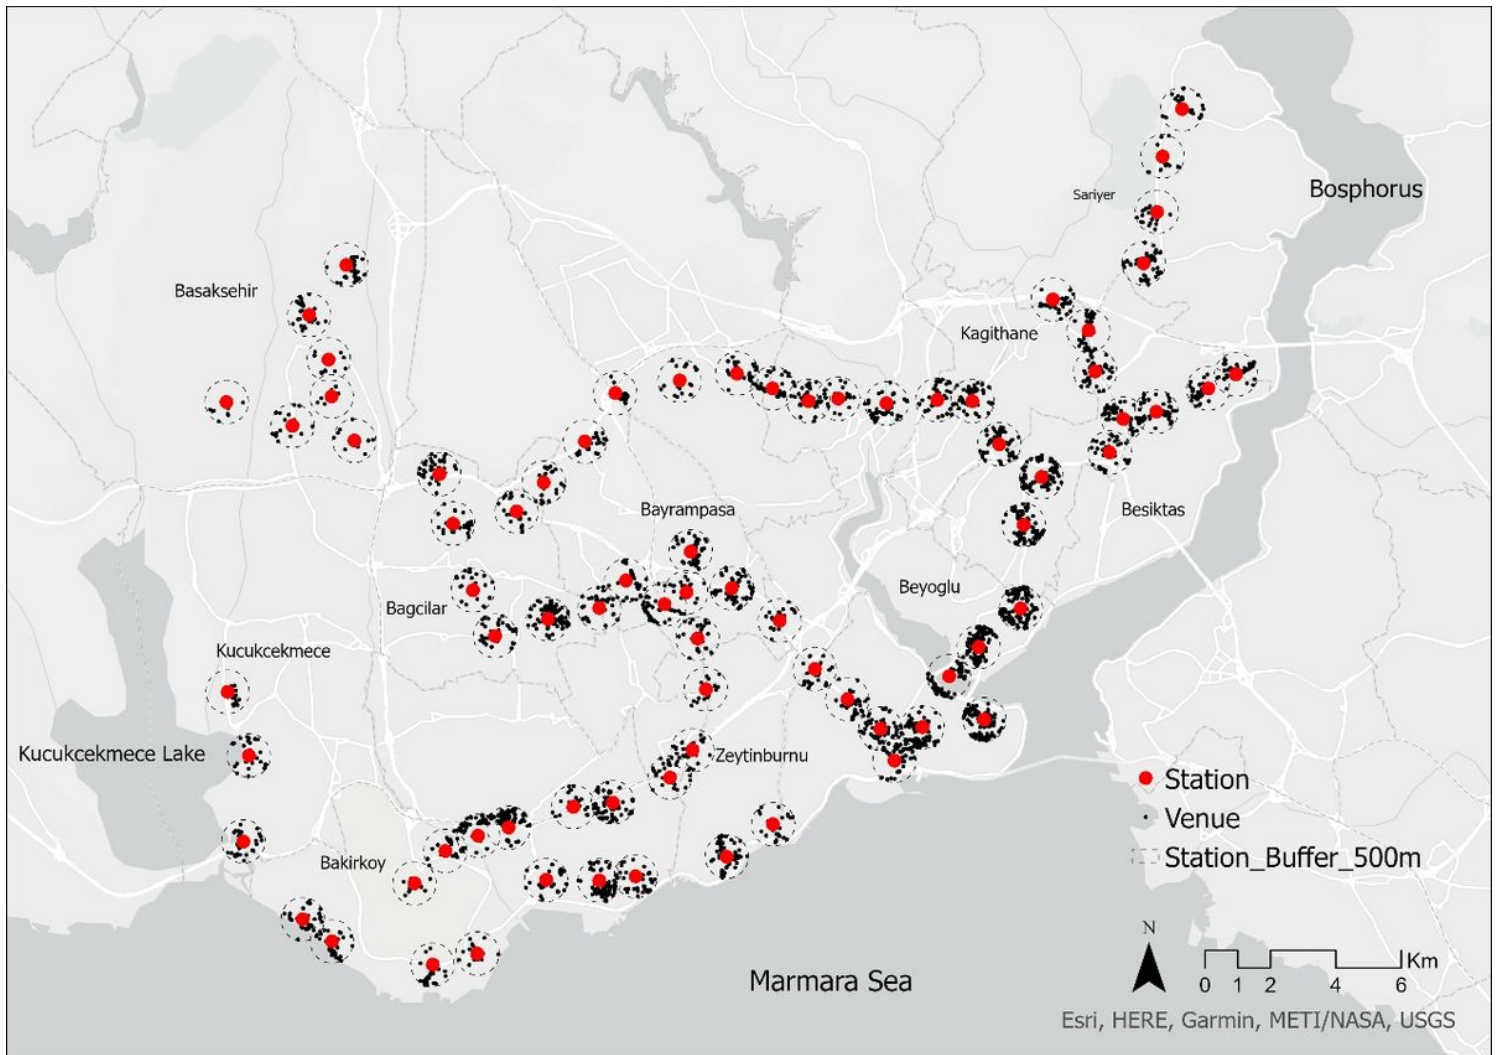 Sariyer
Bosphorus
Basaksehir
Kagithane
Bayrampasa
Besiktas
Beyoglu
Bagcilar
Kucukcekmece
Kucukcekmece Lake
Zeytinburnu
Station
Venue
Station_Buffer_500m
Bakirkoy
N
Km
0 1 2 4 6
Marmara Sea
Esri, HERE, Garmin, METI/NASA, USGS